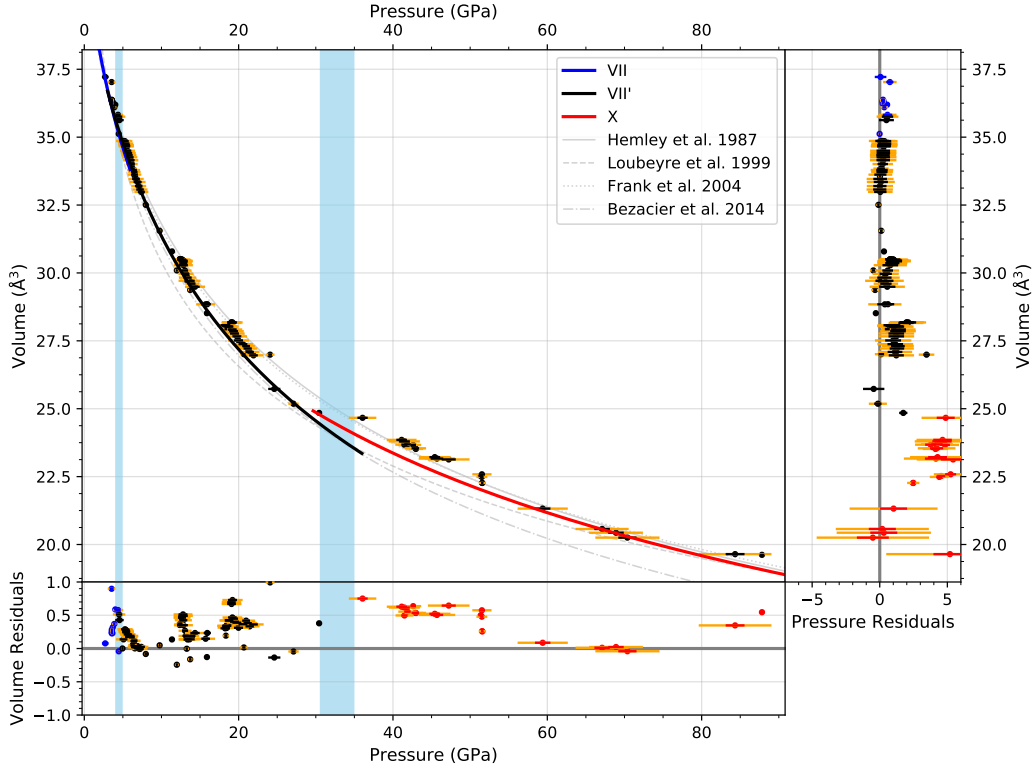 Pressure (GPa)
0 20 40 60 80
37.5
35.0
32.5
30.0
27.5
25.0
22.5
20.0
Volume (Å³)
VII
VII'
X
Hemley et al. 1987
Loubeyre et al. 1999
Frank et al. 2004
Bezacier et al. 2014
37.5
35.0
32.5
30.0
27.5
25.0
22.5
20.0
Volume (Å³)
−5 0 5
Pressure Residuals
1.0
0.5
0.0
−0.5
−1.0
Volume Residuals
0 20 40 60 80
Pressure (GPa)